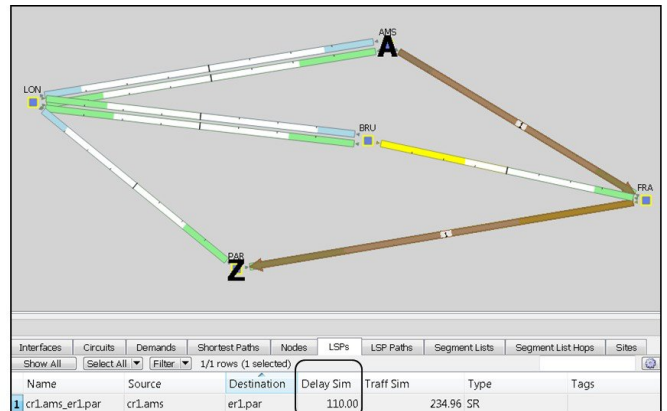 AMS
A
LON
BRU
FRA
PAR
Z
Interfaces Circuits Demands Shortest Paths Nodes LSPs LSP Paths Segment Lists Segment List Hops Sites
Show All Select All Filter 1/1 rows (1 selected)
Name Source Destination Delay Sim Traff Sim Type Tags
1 cr1.ams_er1.par cr1.ams er1.par 110.00 234.96 SR